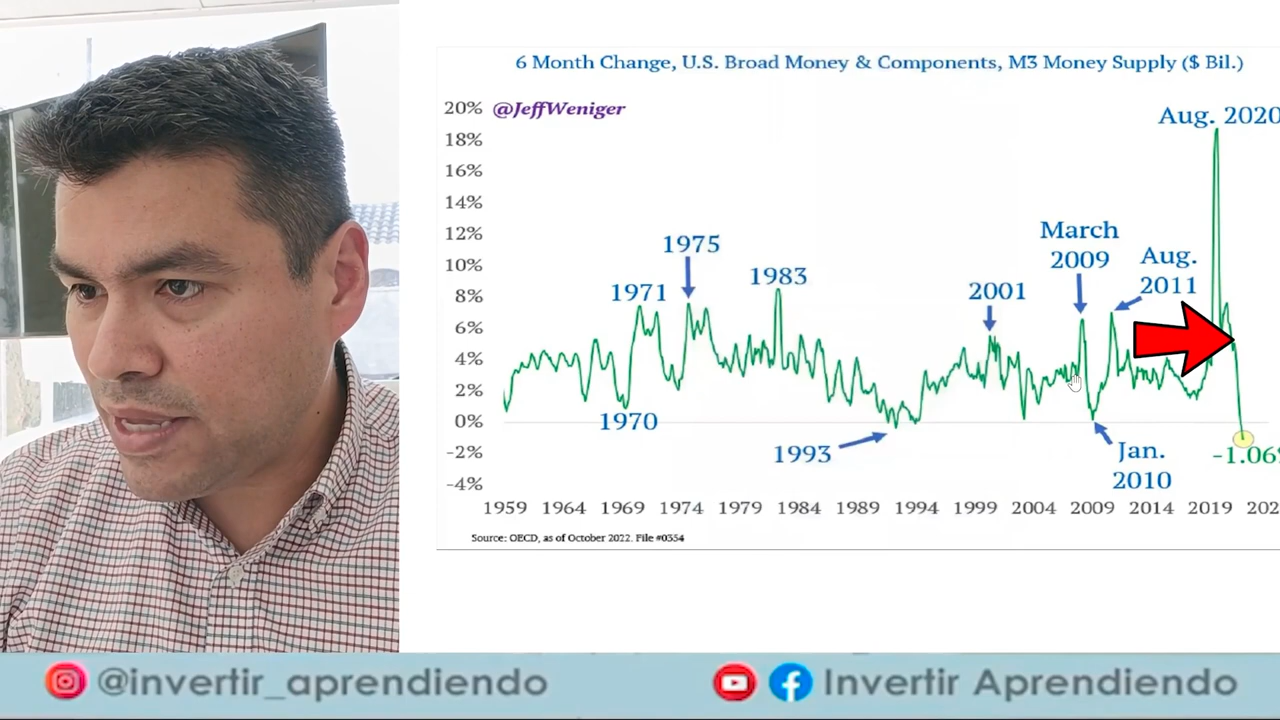 6 Month Change, U.S. Broad Money & Components, M3 Money Supply ($ Bil.)
20%
@JeffWeniger
Aug. 2020
18%
16%
14%
12%
10%
8%
6%
4%
2%
0%
-2%
-4%
1971
1975
1983
1970
1993
2001
March
2009
Aug.
2011
Jan.
2010
-1.06%
1959 1964 1969 1974 1979 1984 1989 1994 1999 2004 2009 2014 2019 202
Source: OECD, as of October 2022. File #0354
@invertir_aprendiendo
Invertir Aprendiendo